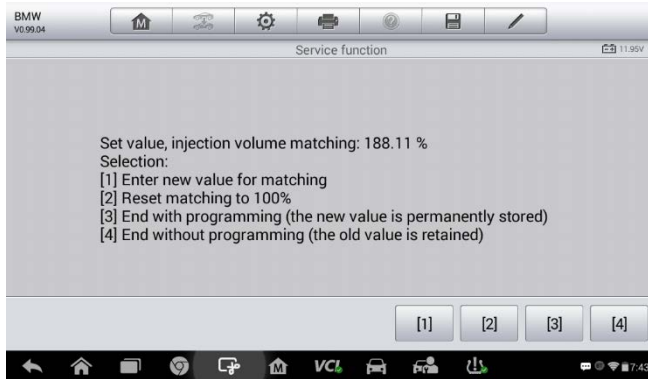 BMW
V0.99.04
M
Service function
11.95V
Set value, injection volume matching: 188.11 %
Selection:
[1] Enter new value for matching
[2] Reset matching to 100%
[3] End with programming (the new value is permanently stored)
[4] End without programming (the old value is retained)
[1] [2] [3] [4]
M VCI 7:43